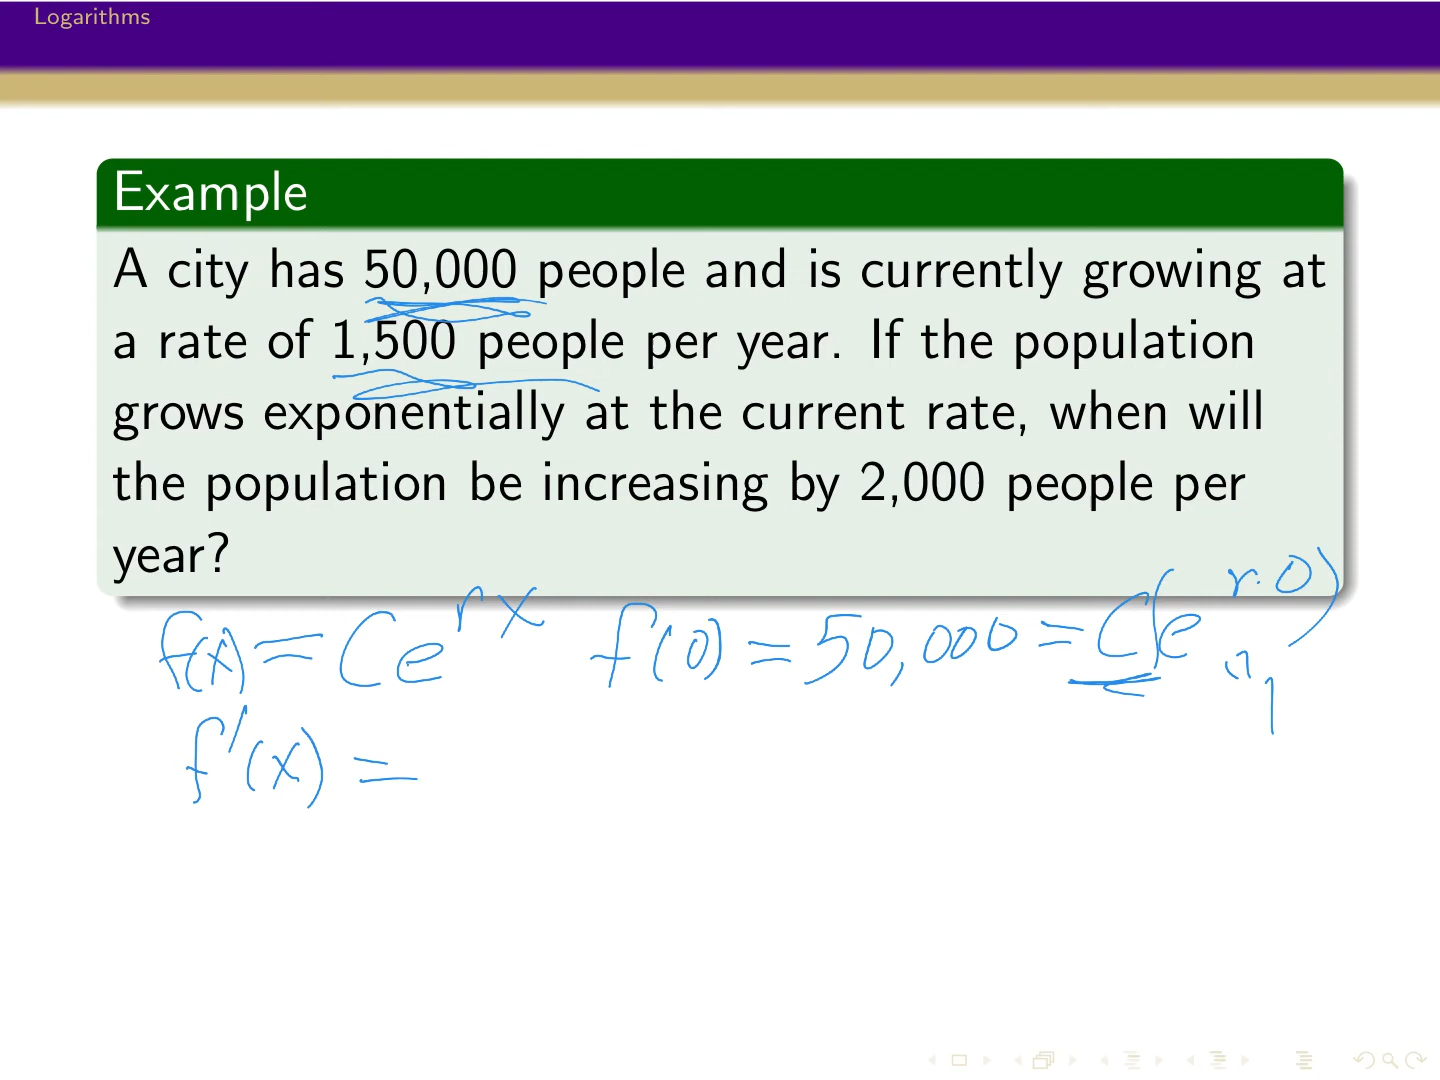 Logarithms
Example
A city has 50,000 people and is currently growing at
a rate of 1,500 people per year. If the population
grows exponentially at the current rate, when will
the population be increasing by 2,000 people per
year?
f(x) = Ce^{rx} f(0) = 50,000 = C(e^{r·0})
" 1
f'(x) =